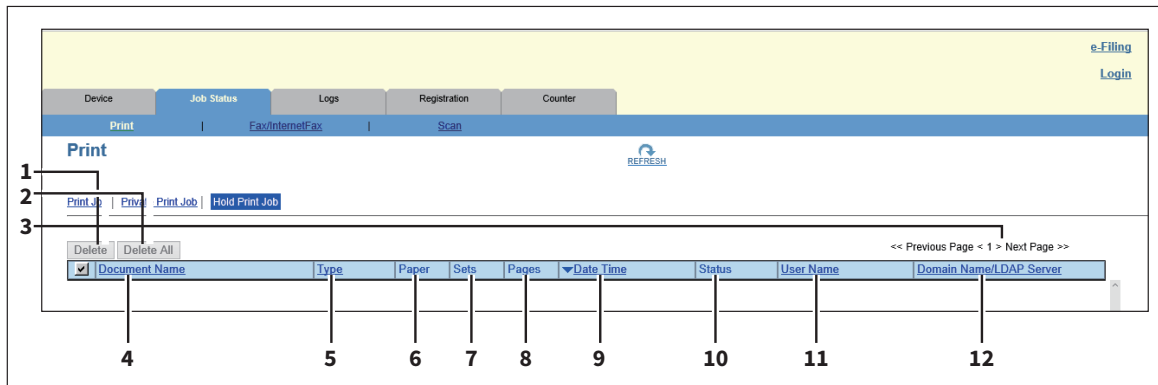 e-Filing
Login
Device Job Status Logs Registration Counter
Print | Fax/InternetFax | Scan
Print
REFRESH
1
2
3
Print Jo | Privat Print Job | Hold Print Job
Delete Delete All << Previous Page < 1 > Next Page >>
Document Name Type Paper Sets Pages Date Time Status User Name Domain Name/LDAP Server
4 5 6 7 8 9 10 11 12